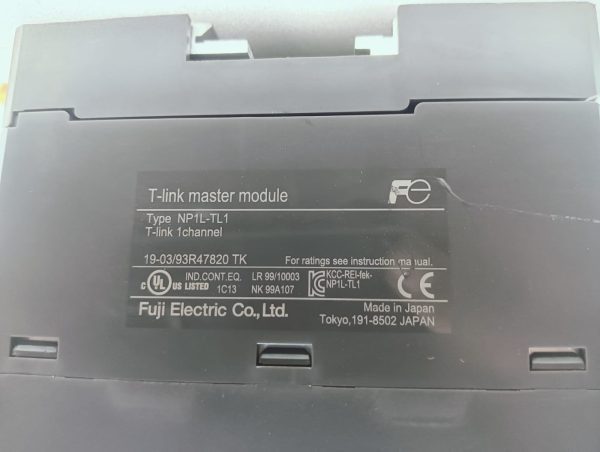 T-link master module
Fe
Type NP1L-TL1
T-link 1channel
19-03/93R47820 TK
For ratings see instruction manual.
C UL US LISTED
IND.CONT.EQ.
1C13
LR 99/10003
NK 99A107
KCC-REI-fek-
NP1L-TL1
CE
Fuji Electric Co., Ltd.
Made in Japan
Tokyo,191-8502 JAPAN